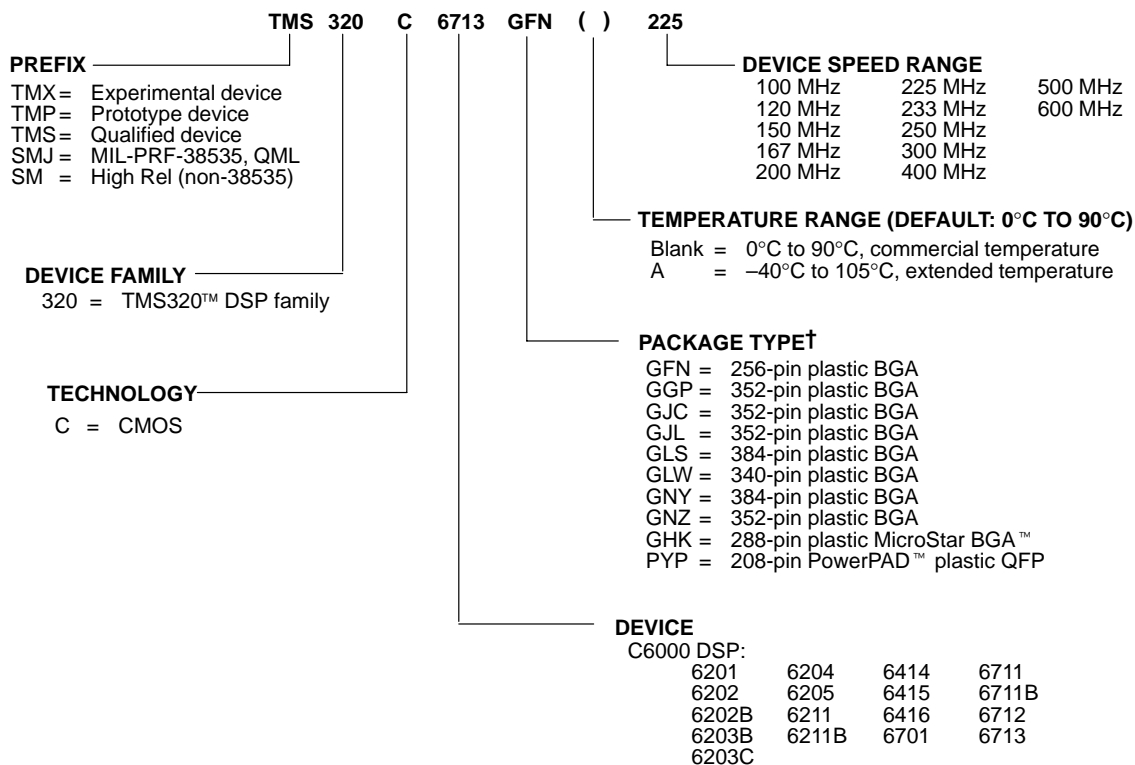 TMS 320 C 6713 GFN ( ) 225
PREFIX
TMX = Experimental device
TMP = Prototype device
TMS = Qualified device
SMJ = MIL-PRF-38535, QML
SM = High Rel (non-38535)
DEVICE SPEED RANGE
100 MHz 225 MHz 500 MHz
120 MHz 233 MHz 600 MHz
150 MHz 250 MHz
167 MHz 300 MHz
200 MHz 400 MHz
TEMPERATURE RANGE (DEFAULT: 0°C TO 90°C)
Blank = 0°C to 90°C, commercial temperature
A = –40°C to 105°C, extended temperature
DEVICE FAMILY
320 = TMS320™ DSP family
PACKAGE TYPE†
GFN = 256-pin plastic BGA
GGP = 352-pin plastic BGA
GJC = 352-pin plastic BGA
GJL = 352-pin plastic BGA
GLS = 384-pin plastic BGA
GLW = 340-pin plastic BGA
GNY = 384-pin plastic BGA
GNZ = 352-pin plastic BGA
GHK = 288-pin plastic MicroStar BGA™
PYP = 208-pin PowerPAD™ plastic QFP
TECHNOLOGY
C = CMOS
DEVICE
C6000 DSP:
6201 6204 6414 6711
6202 6205 6415 6711B
6202B 6211 6416 6712
6203B 6211B 6701 6713
6203C